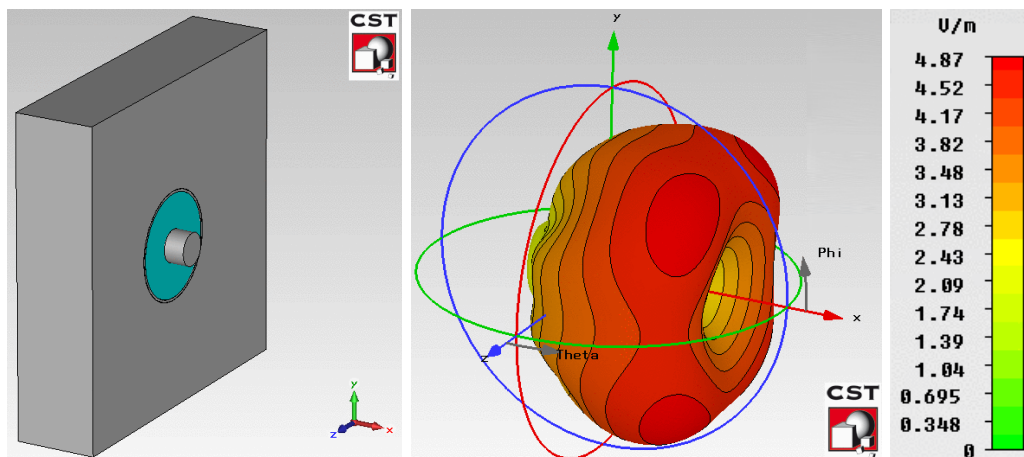 CST
y
x
z
y
Phi
x
z
Theta
CST
V/m
4.87
4.52
4.17
3.82
3.48
3.13
2.78
2.43
2.09
1.74
1.39
1.04
0.695
0.348
0